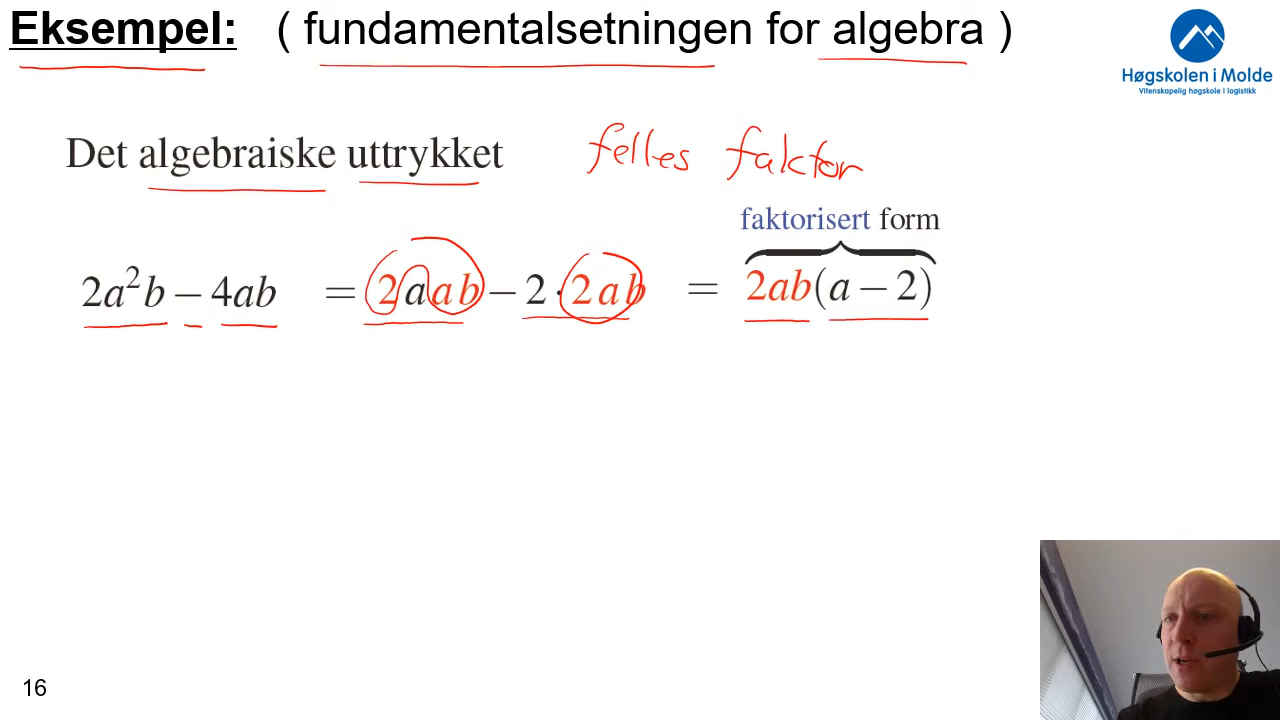 Eksempel: ( fundamentalsetningen for algebra )
Høgskolen i Molde
Vitenskapelig høgskole i logistikk
Det algebraiske uttrykket felles faktor
faktorisert form
2a²b − 4ab = 2aab − 2 · 2ab = 2ab(a − 2)
16